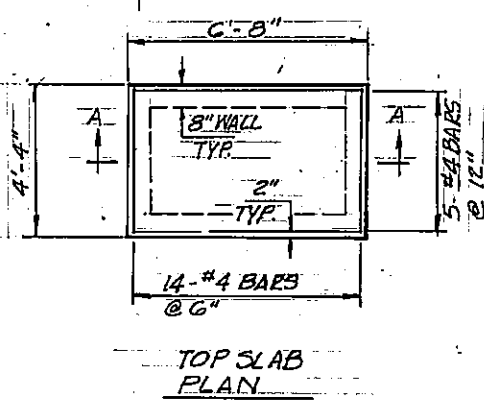 6'-8"
A
A
8" WALL
TYP.
4'-4"
5-#4 BARS
@ 12"
2"
TYP.
14-#4 BARS
@ 6"
TOP SLAB
PLAN